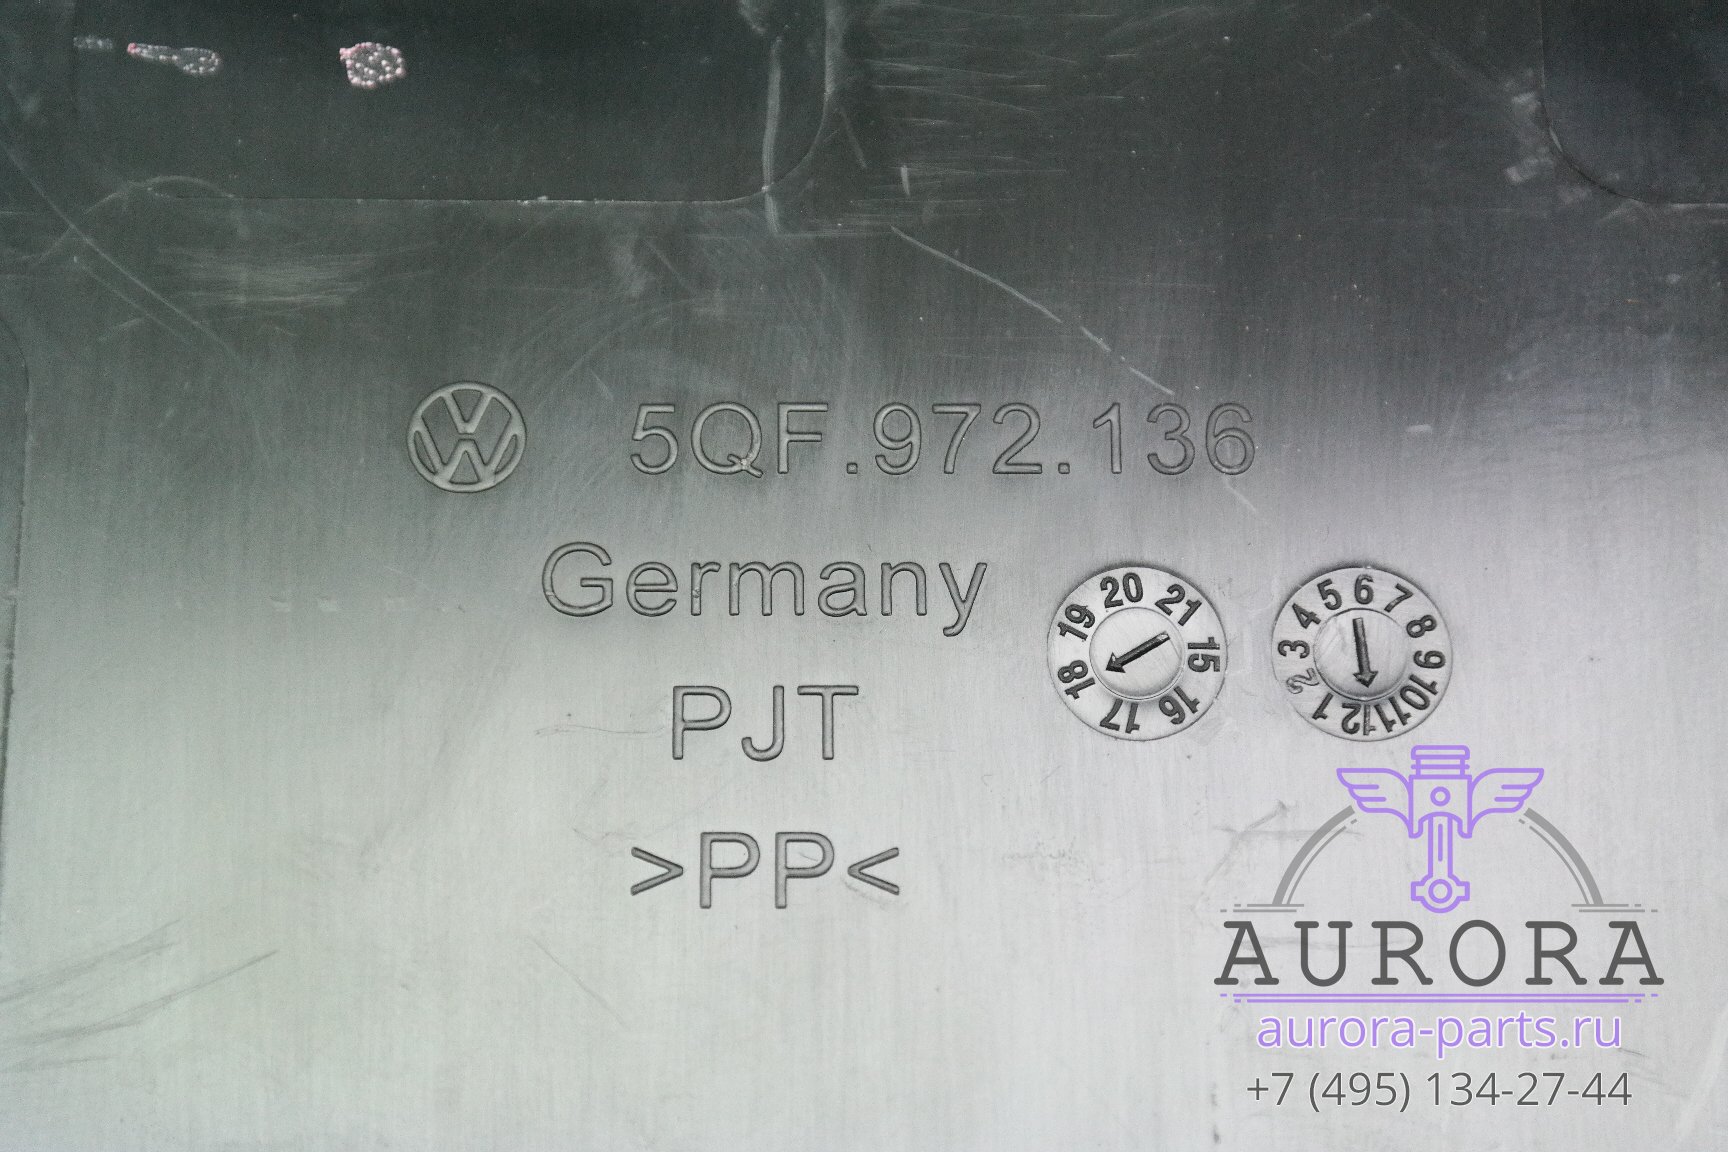 5QF.972.136
Germany
PJT
>PP<
15 16 17 18 19 20 21
1 2 3 4 5 6 7 8 9 10 11 12
AURORA
aurora-parts.ru
+7 (495) 134-27-44